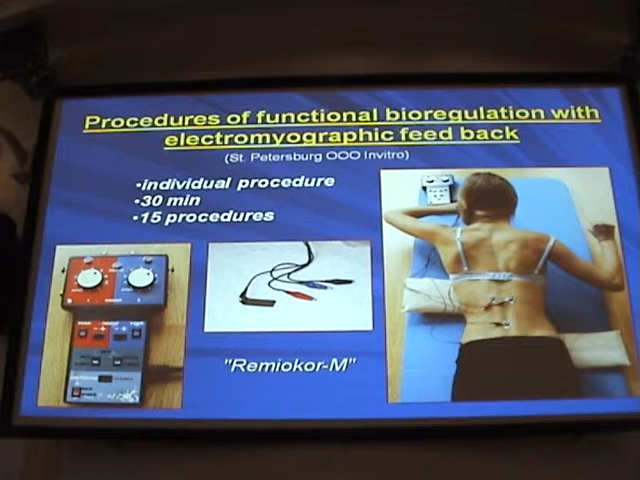 Procedures of functional bioregulation with
electromyographic feed back
(St. Petersburg OOO Invitro)
•individual procedure
•30 min
•15 procedures
"Remiokor-M"